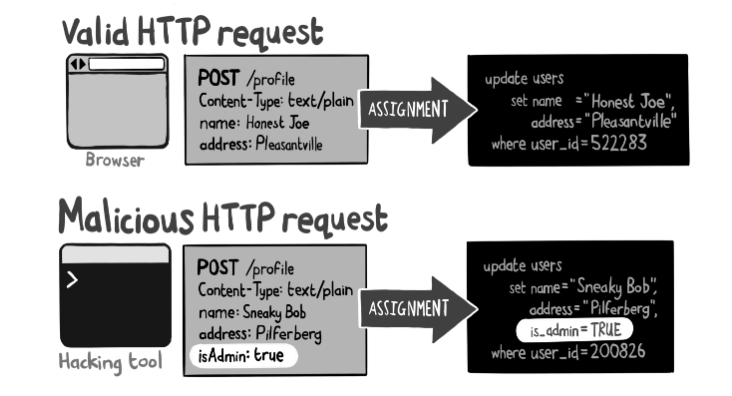 Valid HTTP request
POST /profile
Content-Type: text/plain
name: Honest Joe
address: Pleasantville
Browser
ASSIGNMENT
update users
set name ="Honest Joe",
address="Pleasantville"
where user_id=522283
Malicious HTTP request
>
POST /profile
Content-Type: text/plain
name: Sneaky Bob
address: Pilferberg
isAdmin: true
Hacking tool
ASSIGNMENT
update users
set name="Sneaky Bob",
address="Pilferberg",
is_admin=TRUE
where user_id=200826